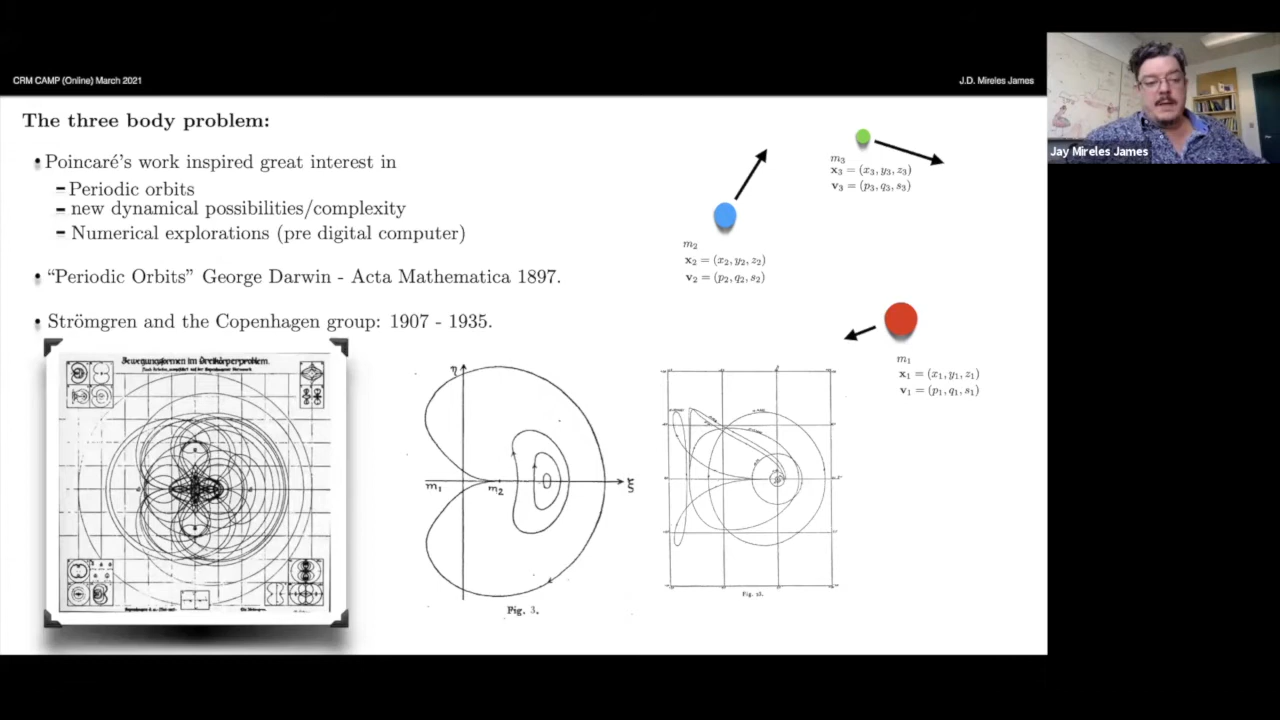 CRM CAMP (Online) March 2021
J.D. Mireles James
Jay Mireles James
The three body problem:
• Poincaré's work inspired great interest in
– Periodic orbits
– new dynamical possibilities/complexity
– Numerical explorations (pre digital computer)
• “Periodic Orbits” George Darwin - Acta Mathematica 1897.
• Strömgren and the Copenhagen group: 1907 - 1935.
m₃
x₃ = (x₃, y₃, z₃)
v₃ = (p₃, q₃, s₃)
m₂
x₂ = (x₂, y₂, z₂)
v₂ = (p₂, q₂, s₂)
m₁
x₁ = (x₁, y₁, z₁)
v₁ = (p₁, q₁, s₁)
Bewegungsformen im Dreikörperproblem.
η
m₁
m₂
ξ
Fig. 3.